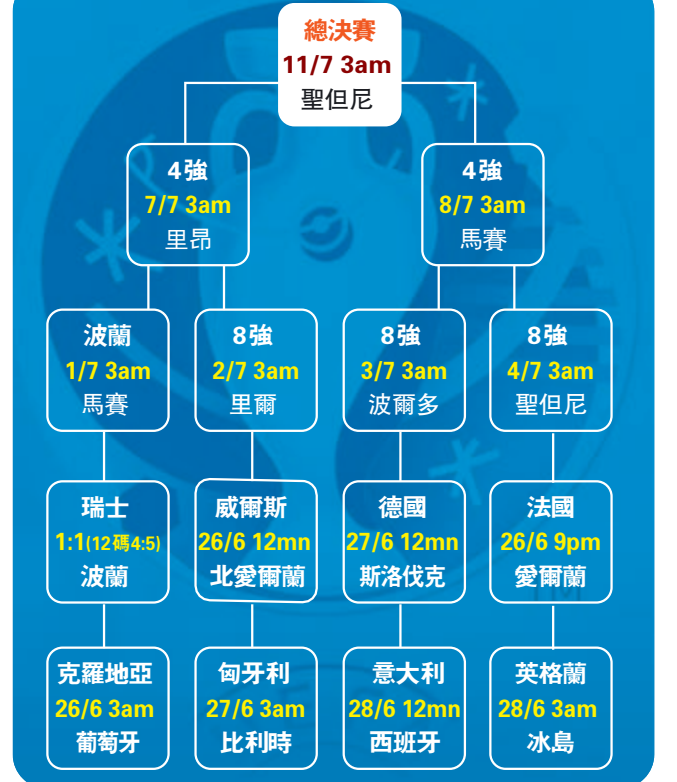 總決賽
11/7 3am
聖但尼
4強
7/7 3am
里昂
4強
8/7 3am
馬賽
波蘭
1/7 3am
馬賽
8強
2/7 3am
里爾
8強
3/7 3am
波爾多
8強
4/7 3am
聖但尼
瑞士
1:1(12碼4:5)
波蘭
威爾斯
26/6 12mn
北愛爾蘭
德國
27/6 12mn
斯洛伐克
法國
26/6 9pm
愛爾蘭
克羅地亞
26/6 3am
葡萄牙
匈牙利
27/6 3am
比利時
意大利
28/6 12mn
西班牙
英格蘭
28/6 3am
冰島